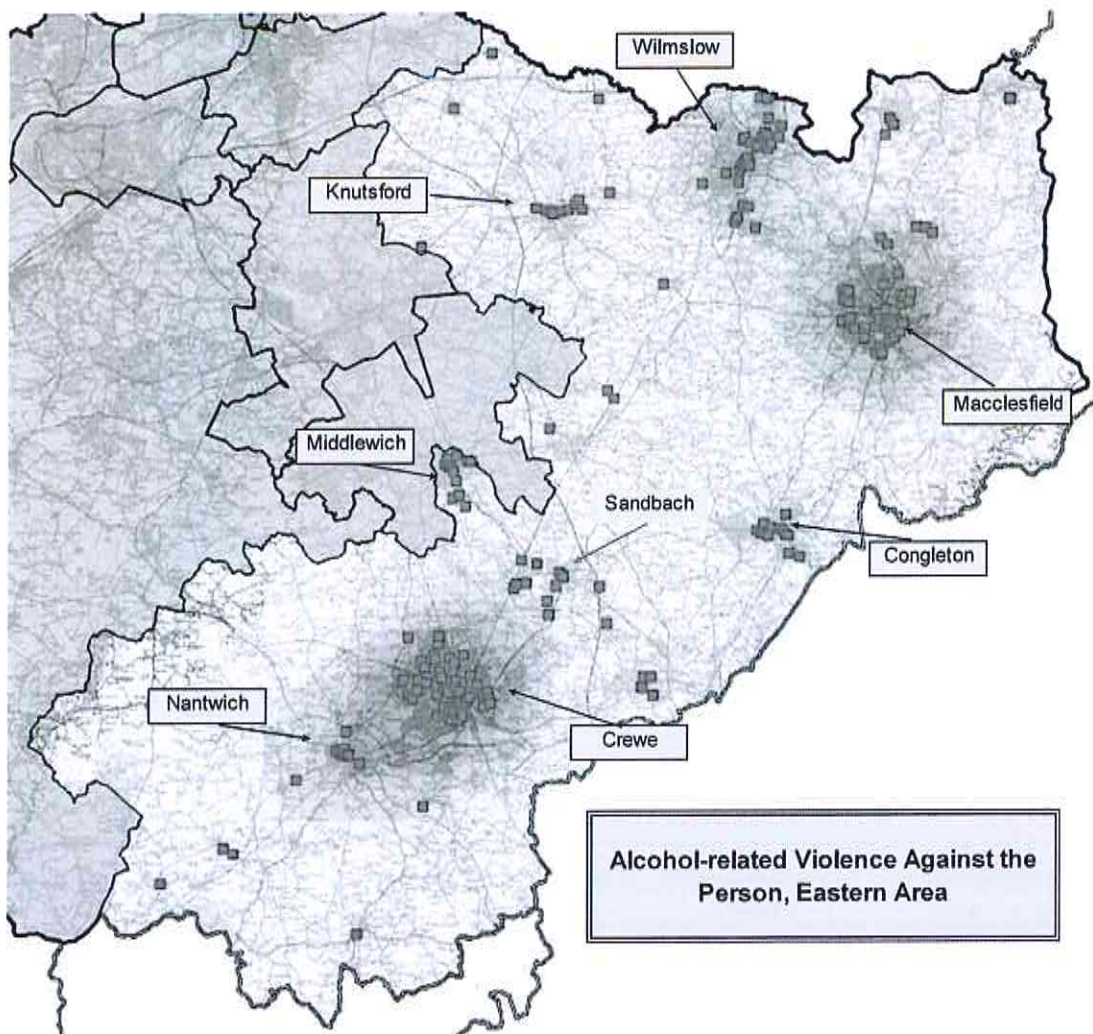 Wilmslow
Knutsford
Macclesfield
Middlewich
Sandbach
Congleton
Nantwich
Crewe
Alcohol-related Violence Against the
Person, Eastern Area